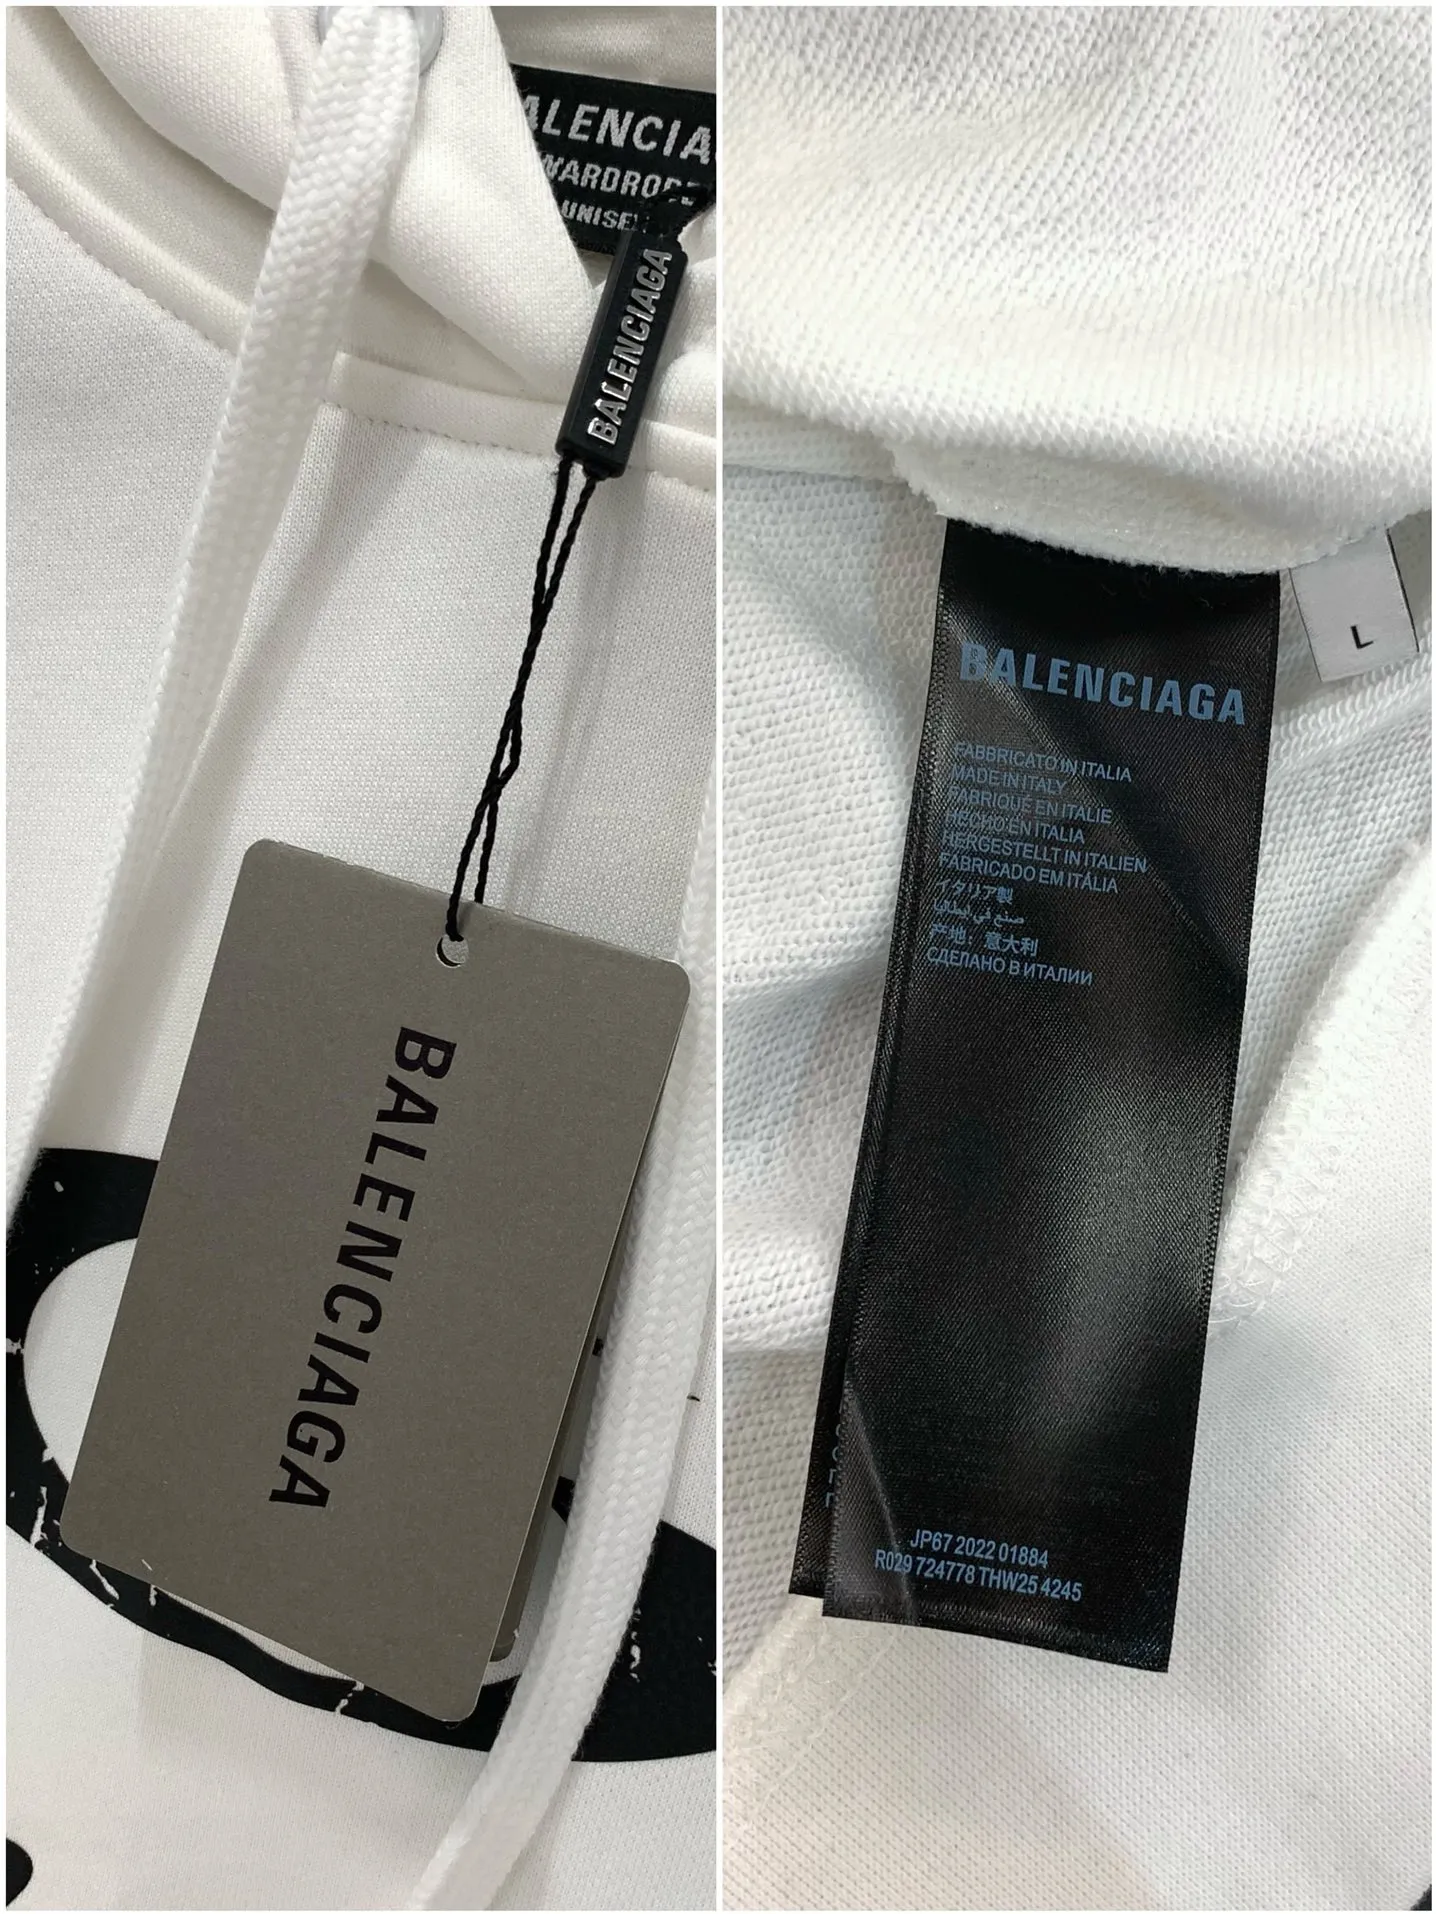 ALENCIA
WARDROBE
UNISEX
BALENCIAGA
BALENCIAGA
L
BALENCIAGA
FABBRICATO IN ITALIA
MADE IN ITALY
FABRIQUÉ EN ITALIE
HECHO EN ITALIA
HERGESTELLT IN ITALIEN
FABRICADO EM ITÁLIA
イタリア製
صنع في ايطاليا
产地：意大利
СДЕЛАНО В ИТАЛИИ
JP67 2022 01884
R029 724778 THW25 4245